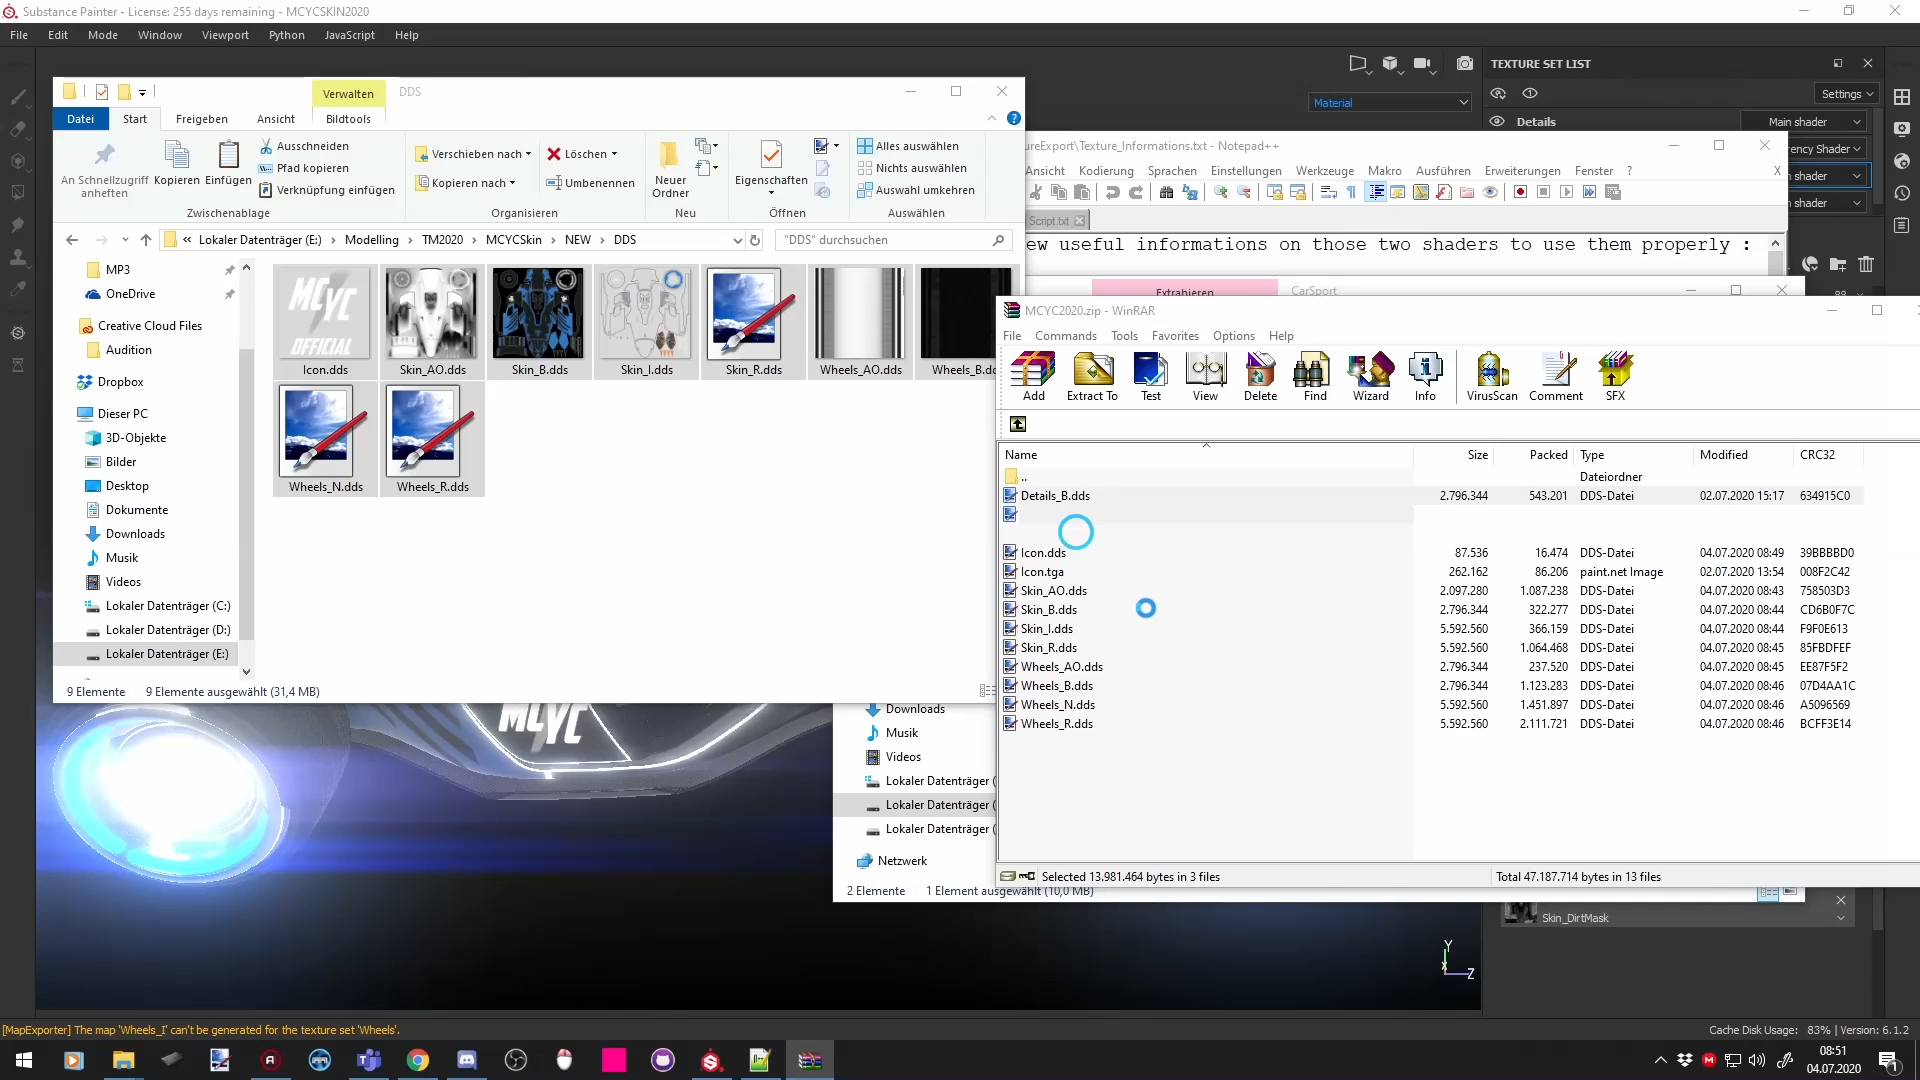 Substance Painter - License: 255 days remaining - MCYCSKIN2020
File Edit Mode Window Viewport Python JavaScript Help
TEXTURE SET LIST
Settings
Material
Details
Main shader
rency Shader
shader
n shader
Verwalten
DDS
Datei Start Freigeben Ansicht Bildtools
An Schnellzugriff anheften
Kopieren
Einfügen
Ausschneiden
Pfad kopieren
Verknüpfung einfügen
Zwischenablage
Verschieben nach
Kopieren nach
Löschen
Umbenennen
Organisieren
Neuer Ordner
Neu
Eigenschaften
Öffnen
Alles auswählen
Nichts auswählen
Auswahl umkehren
Auswählen
« Lokaler Datenträger (E:) › Modelling › TM2020 › MCYCSkin › NEW › DDS
"DDS" durchsuchen
MP3
OneDrive
Creative Cloud Files
Audition
Dropbox
Dieser PC
3D-Objekte
Bilder
Desktop
Dokumente
Downloads
Musik
Videos
Lokaler Datenträger (C:)
Lokaler Datenträger (D:)
Lokaler Datenträger (E:)
MCYC
OFFICIAL
Icon.dds Skin_AO.dds Skin_B.dds Skin_I.dds Skin_R.dds Wheels_AO.dds Wheels_B.dd
Wheels_N.dds Wheels_R.dds
9 Elemente 9 Elemente ausgewählt (31,4 MB)
ureExport\Texture_Informations.txt - Notepad++
Ansicht Kodierung Sprachen Einstellungen Werkzeuge Makro Ausführen Erweiterungen Fenster ? X
Script.txt
ew useful informations on those two shaders to use them properly :
Extrahieren
CarSport
MCYC2020.zip - WinRAR
File Commands Tools Favorites Options Help
Add Extract To Test View Delete Find Wizard Info VirusScan Comment SFX
Name Size Packed Type Modified CRC32
.. Dateiordner
Details_B.dds 2.796.344 543.201 DDS-Datei 02.07.2020 15:17 634915C0
Icon.dds 87.536 16.474 DDS-Datei 04.07.2020 08:49 39BBBBD0
Icon.tga 262.162 86.206 paint.net Image 02.07.2020 13:54 008F2C42
Skin_AO.dds 2.097.280 1.087.238 DDS-Datei 04.07.2020 08:43 758503D3
Skin_B.dds 2.796.344 322.277 DDS-Datei 04.07.2020 08:44 CD6B0F7C
Skin_I.dds 5.592.560 366.159 DDS-Datei 04.07.2020 08:44 F9F0E613
Skin_R.dds 5.592.560 1.064.468 DDS-Datei 04.07.2020 08:45 85FBDFEF
Wheels_AO.dds 2.796.344 237.520 DDS-Datei 04.07.2020 08:46 EE87F5F2
Wheels_B.dds 2.796.344 1.123.283 DDS-Datei 04.07.2020 08:46 07D4AA1C
Wheels_N.dds 5.592.560 1.451.897 DDS-Datei 04.07.2020 08:46 A5096569
Wheels_R.dds 5.592.560 2.111.721 DDS-Datei 04.07.2020 08:46 BCFF3E14
Selected 13.981.464 bytes in 3 files
Total 47.187.714 bytes in 13 files
MCYC
Downloads
Musik
Videos
Lokaler Datenträger (
Lokaler Datenträger (
Lokaler Datenträger (
Netzwerk
2 Elemente 1 Element ausgewählt (10,0 MB)
Skin_DirtMask
Y
Z
[MapExporter] The map 'Wheels_I' can't be generated for the texture set 'Wheels'.
Cache Disk Usage: 83% | Version: 6.1.2
08:51
04.07.2020